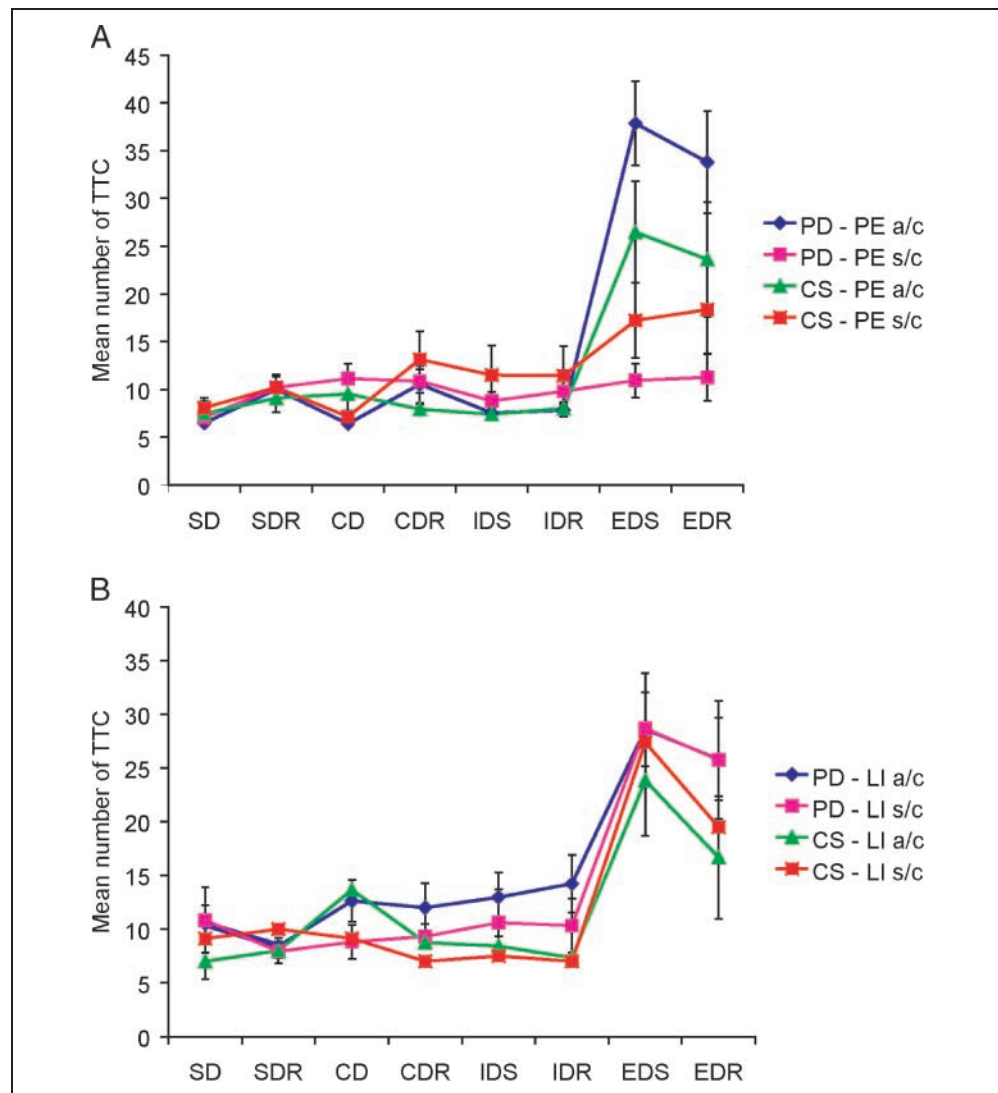 A
Mean number of TTC
45
40
35
30
25
20
15
10
5
0
SD SDR CD CDR IDS IDR EDS EDR
PD - PE a/c
PD - PE s/c
CS - PE a/c
CS - PE s/c
B
Mean number of TTC
40
35
30
25
20
15
10
5
0
SD SDR CD CDR IDS IDR EDS EDR
PD - LI a/c
PD - LI s/c
CS - LI a/c
CS - LI s/c